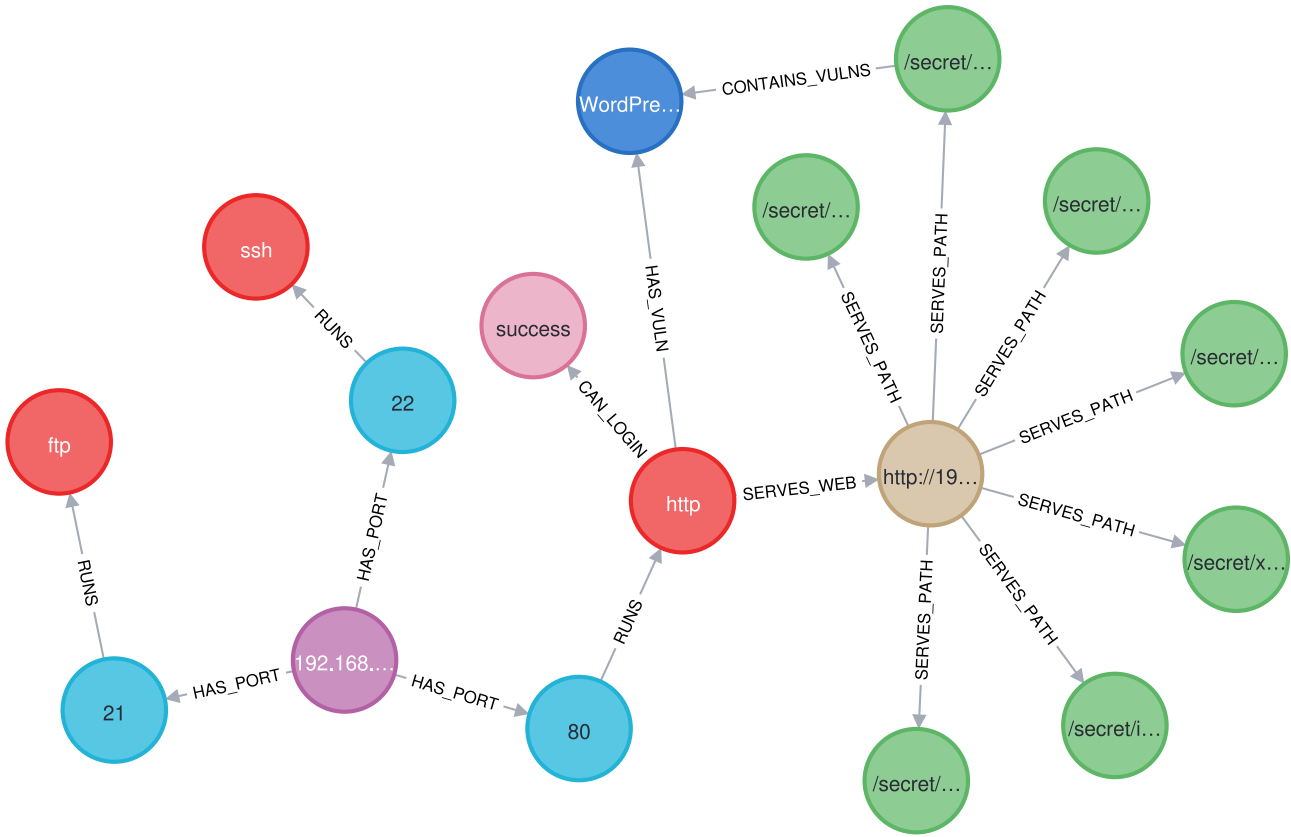 /secret/…
CONTAINS_VULNS
WordPre…
/secret/…
/secret/…
SERVES_PATH
ssh
HAS_VULN
SERVES_PATH
SERVES_PATH
success
RUNS
/secret/…
22
CAN_LOGIN
SERVES_PATH
ftp
http
SERVES_WEB
http://19…
SERVES_PATH
HAS_PORT
/secret/x…
RUNS
SERVES_PATH
SERVES_PATH
RUNS
192.168.…
HAS_PORT
HAS_PORT
21
80
/secret/i…
/secret/…